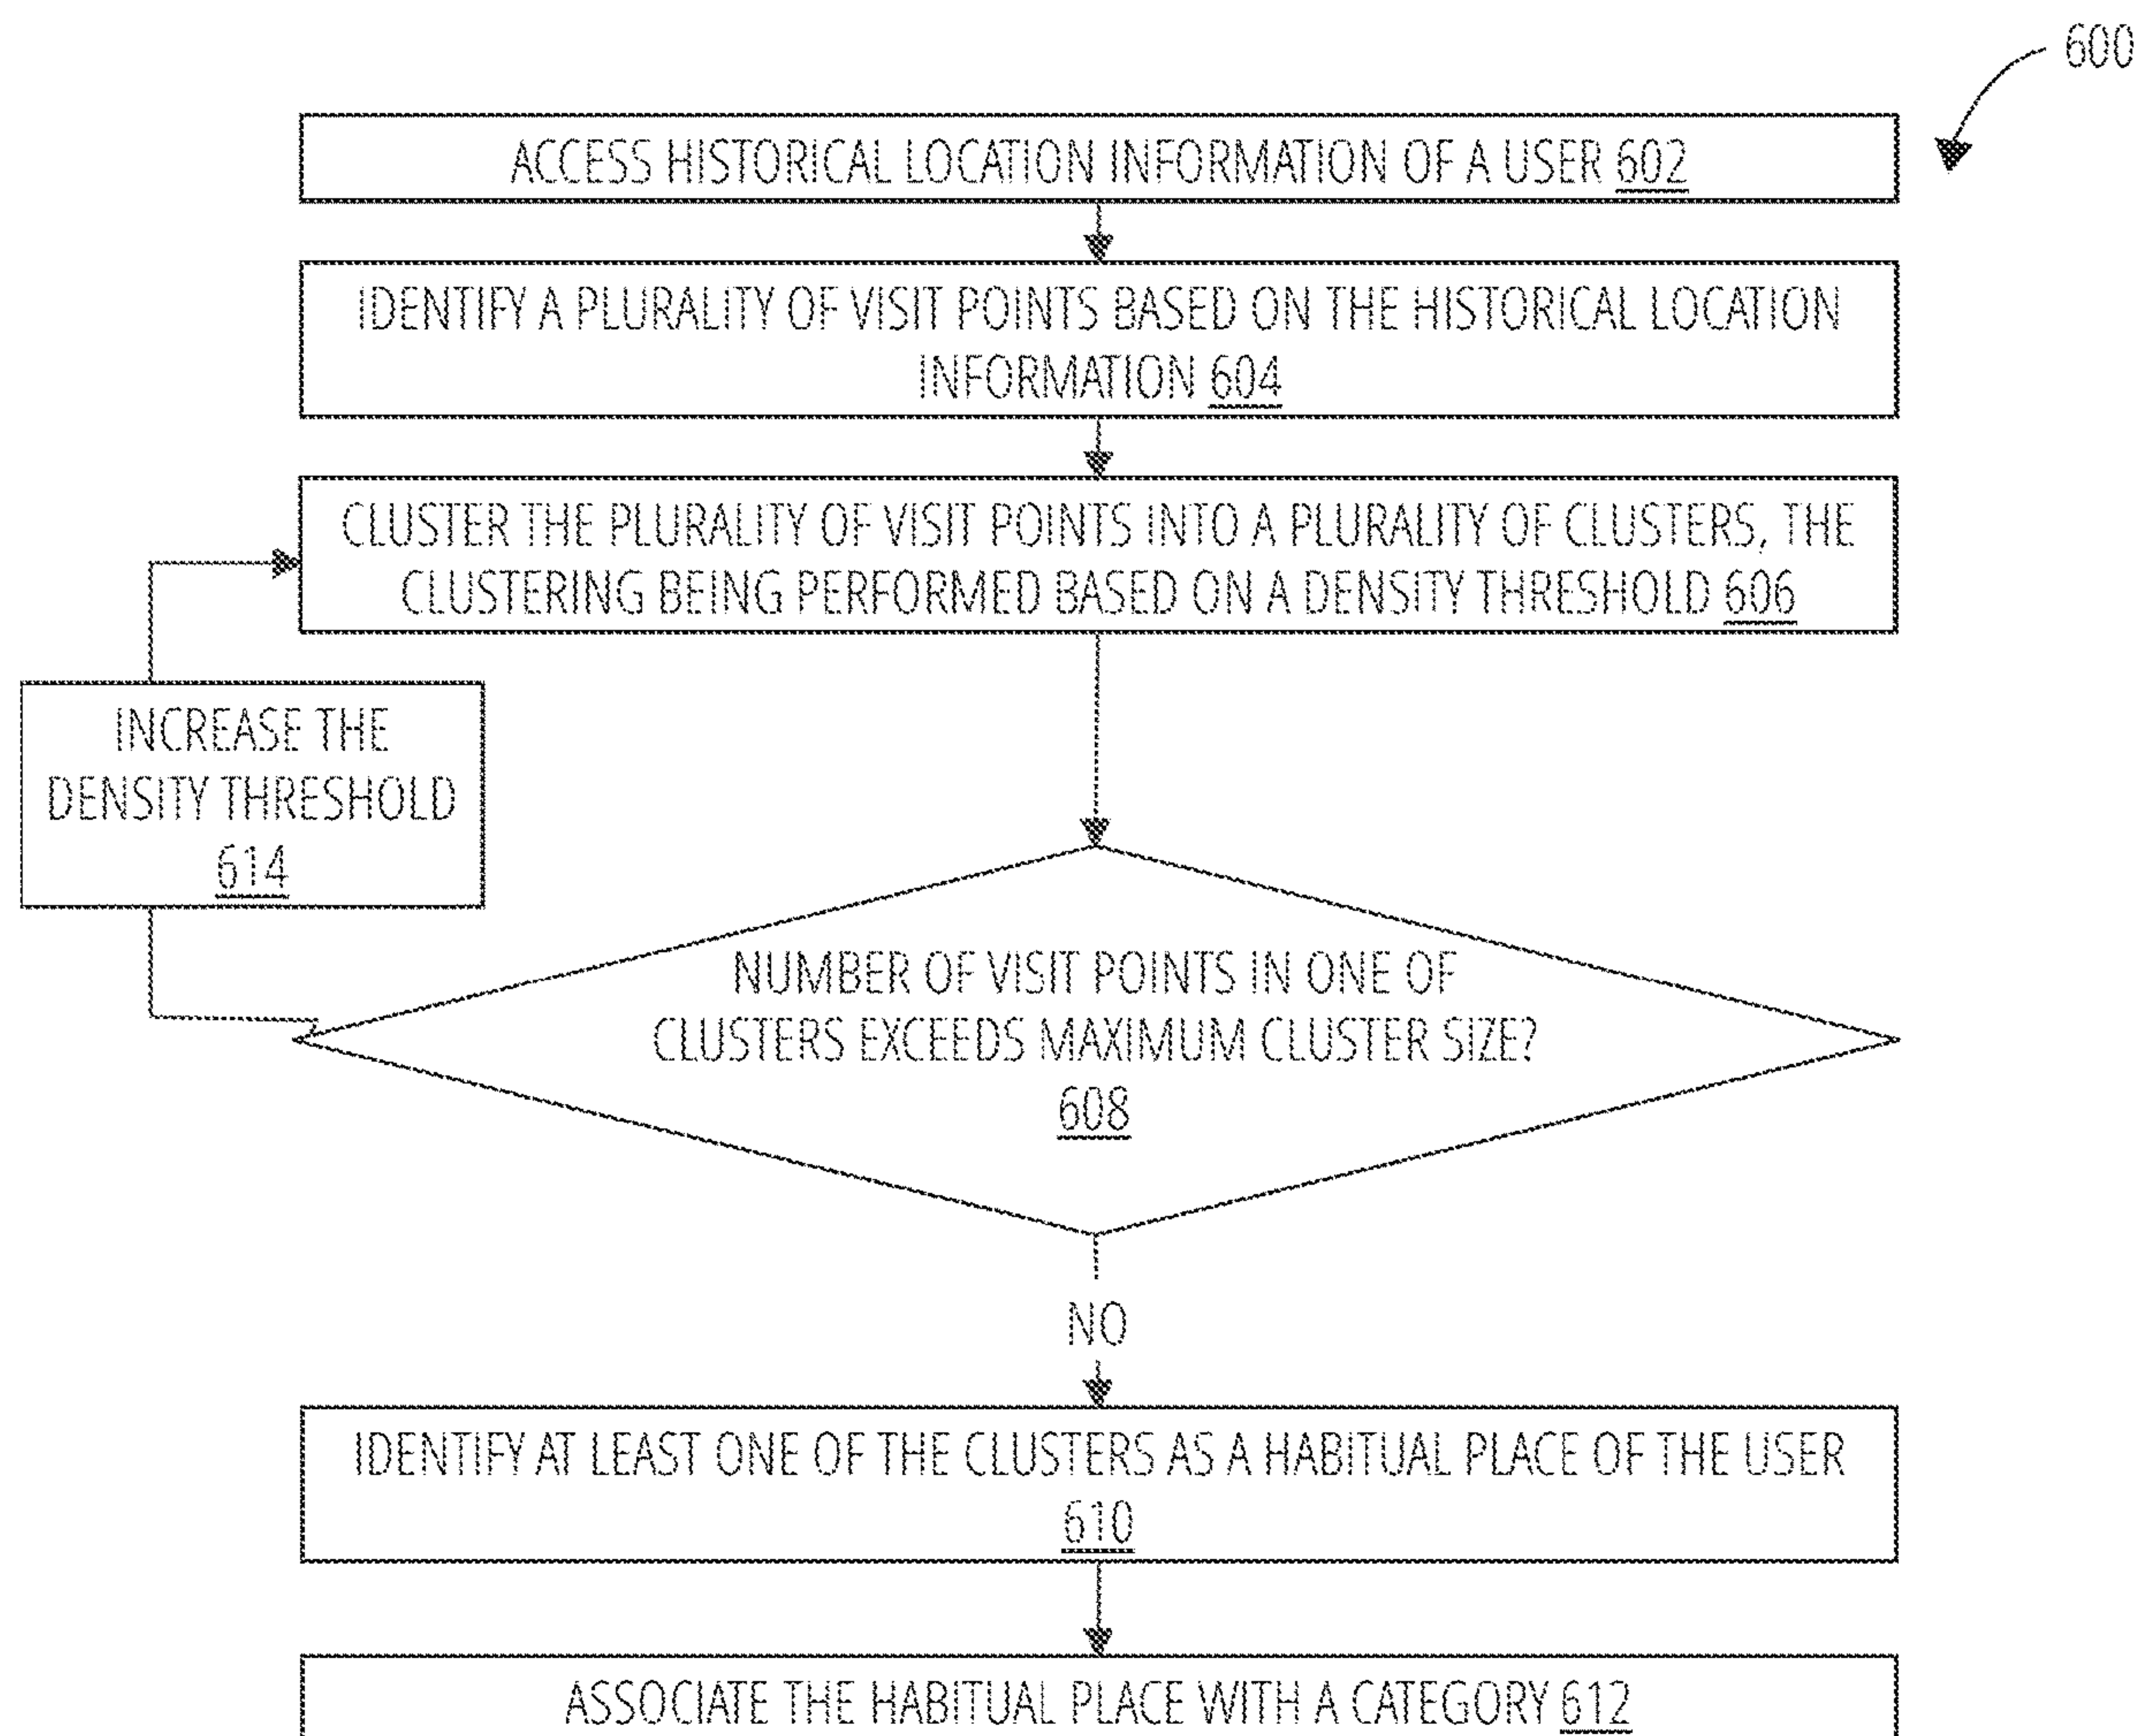 600
ACCESS HISTORICAL LOCATION INFORMATION OF A USER 602
IDENTIFY A PLURALITY OF VISIT POINTS BASED ON THE HISTORICAL LOCATION
INFORMATION 604
CLUSTER THE PLURALITY OF VISIT POINTS INTO A PLURALITY OF CLUSTERS, THE
CLUSTERING BEING PERFORMED BASED ON A DENSITY THRESHOLD 606
INCREASE THE
DENSITY THRESHOLD
614
NUMBER OF VISIT POINTS IN ONE OF
CLUSTERS EXCEEDS MAXIMUM CLUSTER SIZE?
608
NO
IDENTIFY AT LEAST ONE OF THE CLUSTERS AS A HABITUAL PLACE OF THE USER
610
ASSOCIATE THE HABITUAL PLACE WITH A CATEGORY 612